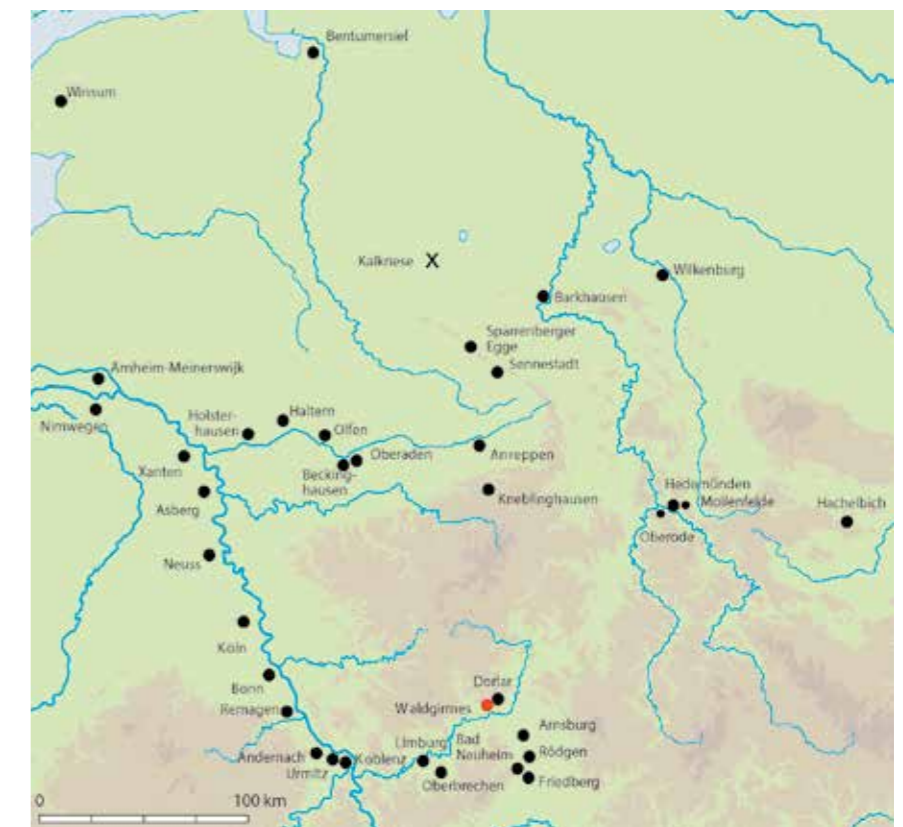 Bentumersiel
Winsum
Kalkriese X
Wilkenburg
Barkhausen
Sparrenberger
Egge
Sennestadt
Arnheim-Meinerswijk
Nimwegen
Holster-
hausen
Haltern
Olfen
Oberaden
Becking-
hausen
Anreppen
Kneblinghausen
Xanten
Asberg
Hedemünden
Mollenfelde
Oberode
Hachelbich
Neuss
Köln
Bonn
Remagen
Dorlar
Waldgirmes
Arnsburg
Andernach
Urmitz
Koblenz
Limburg
Bad
Nauheim
Rödgen
Oberbrechen
Friedberg
0 100 km